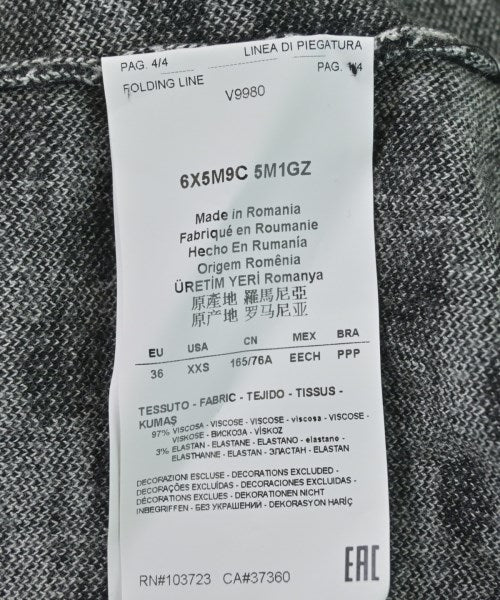 PAG. 4/4 LINEA DI PIEGATURA
FOLDING LINE PAG. 1/4
V9980
6X5M9C 5M1GZ
Made in Romania
Fabriqué en Roumanie
Hecho En Rumanía
Origem Romênia
ÜRETİM YERİ Romanya
原產地 羅馬尼亞
原产地 罗马尼亚
EU USA CN MEX BRA
36 XXS 165/76A EECH PPP
TESSUTO - FABRIC - TEJIDO - TISSUS -
KUMAŞ
97% VISCOSA - VISCOSE - VISCOSE - viscosa - VISCOSE -
VISKOSE - ВИСКОЗА - VİSKOZ
3% ELASTAN - ELASTANE - ELASTANO - elastane -
ELASTHANNE - ELASTAN - ЭЛАСТАН - ELASTAN
DECORAZIONI ESCLUSE - DECORATIONS EXCLUDED -
DECORAÇÕES EXCLUÍDAS - DECORACIONES EXCLUIDAS -
DÉCORATIONS EXCLUES - DEKORATIONEN NICHT
INBEGRIFFEN - БЕЗ УКРАШЕНИЙ - DEKORASYON HARİÇ
EAC
RN#103723 CA#37360